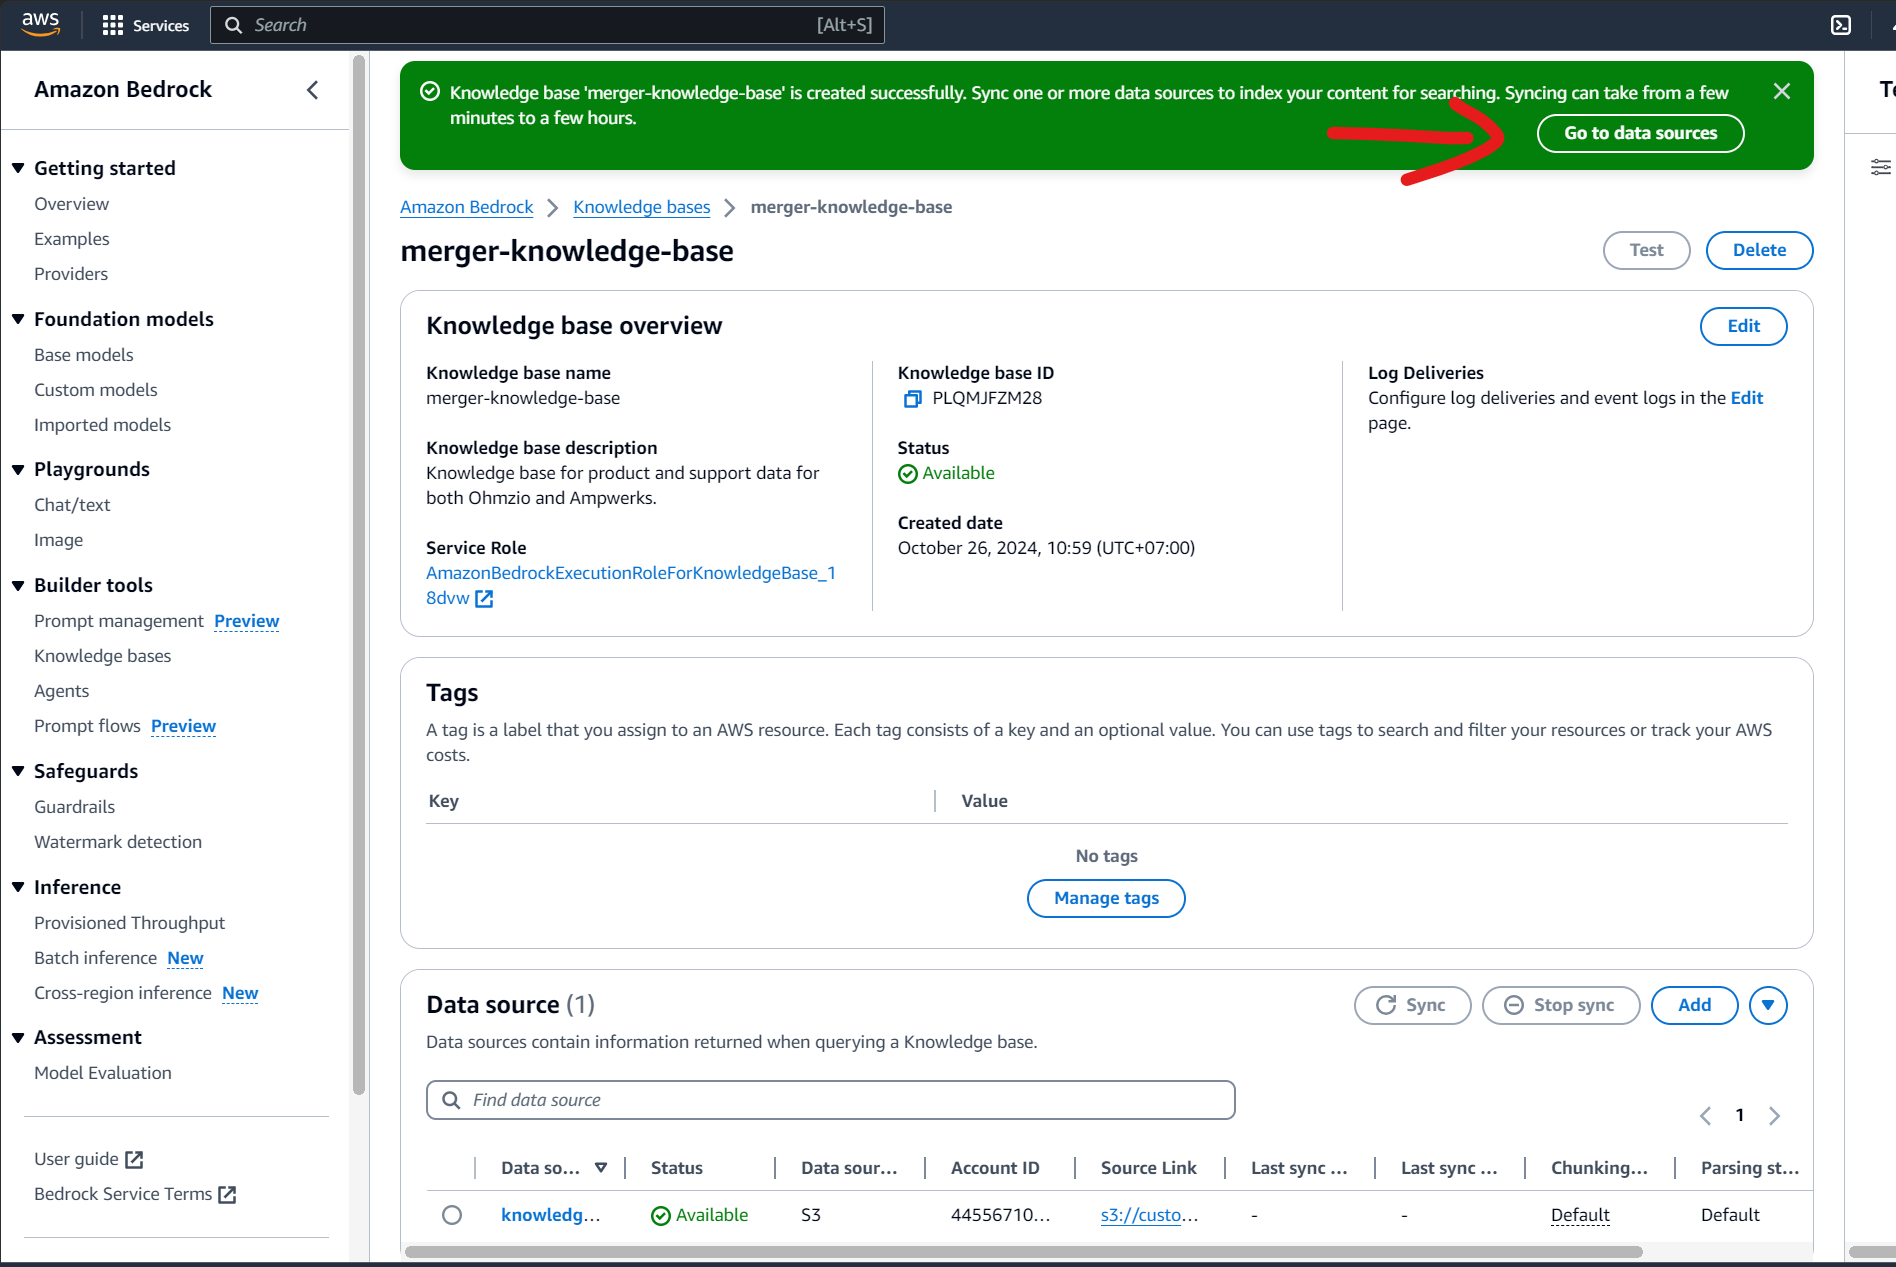 aws
Services
Search
[Alt+S]
Amazon Bedrock
Getting started
Overview
Examples
Providers
Foundation models
Base models
Custom models
Imported models
Playgrounds
Chat/text
Image
Builder tools
Prompt management Preview
Knowledge bases
Agents
Prompt flows Preview
Safeguards
Guardrails
Watermark detection
Inference
Provisioned Throughput
Batch inference New
Cross-region inference New
Assessment
Model Evaluation
User guide
Bedrock Service Terms
Knowledge base 'merger-knowledge-base' is created successfully. Sync one or more data sources to index your content for searching. Syncing can take from a few
minutes to a few hours.
Go to data sources
Amazon Bedrock
Knowledge bases
merger-knowledge-base
merger-knowledge-base
Test
Delete
Knowledge base overview
Edit
Knowledge base name
merger-knowledge-base
Knowledge base description
Knowledge base for product and support data for
both Ohmzio and Ampwerks.
Service Role
AmazonBedrockExecutionRoleForKnowledgeBase_1
8dvw
Knowledge base ID
PLQMJFZM28
Status
Available
Created date
October 26, 2024, 10:59 (UTC+07:00)
Log Deliveries
Configure log deliveries and event logs in the Edit
page.
Tags
A tag is a label that you assign to an AWS resource. Each tag consists of a key and an optional value. You can use tags to search and filter your resources or track your AWS
costs.
Key
Value
No tags
Manage tags
Data source (1)
Sync
Stop sync
Add
Data sources contain information returned when querying a Knowledge base.
Find data source
1
Data so... Status Data sour... Account ID Source Link Last sync ... Last sync ... Chunking... Parsing st...
knowledg... Available S3 44556710... s3://custo... - - Default Default